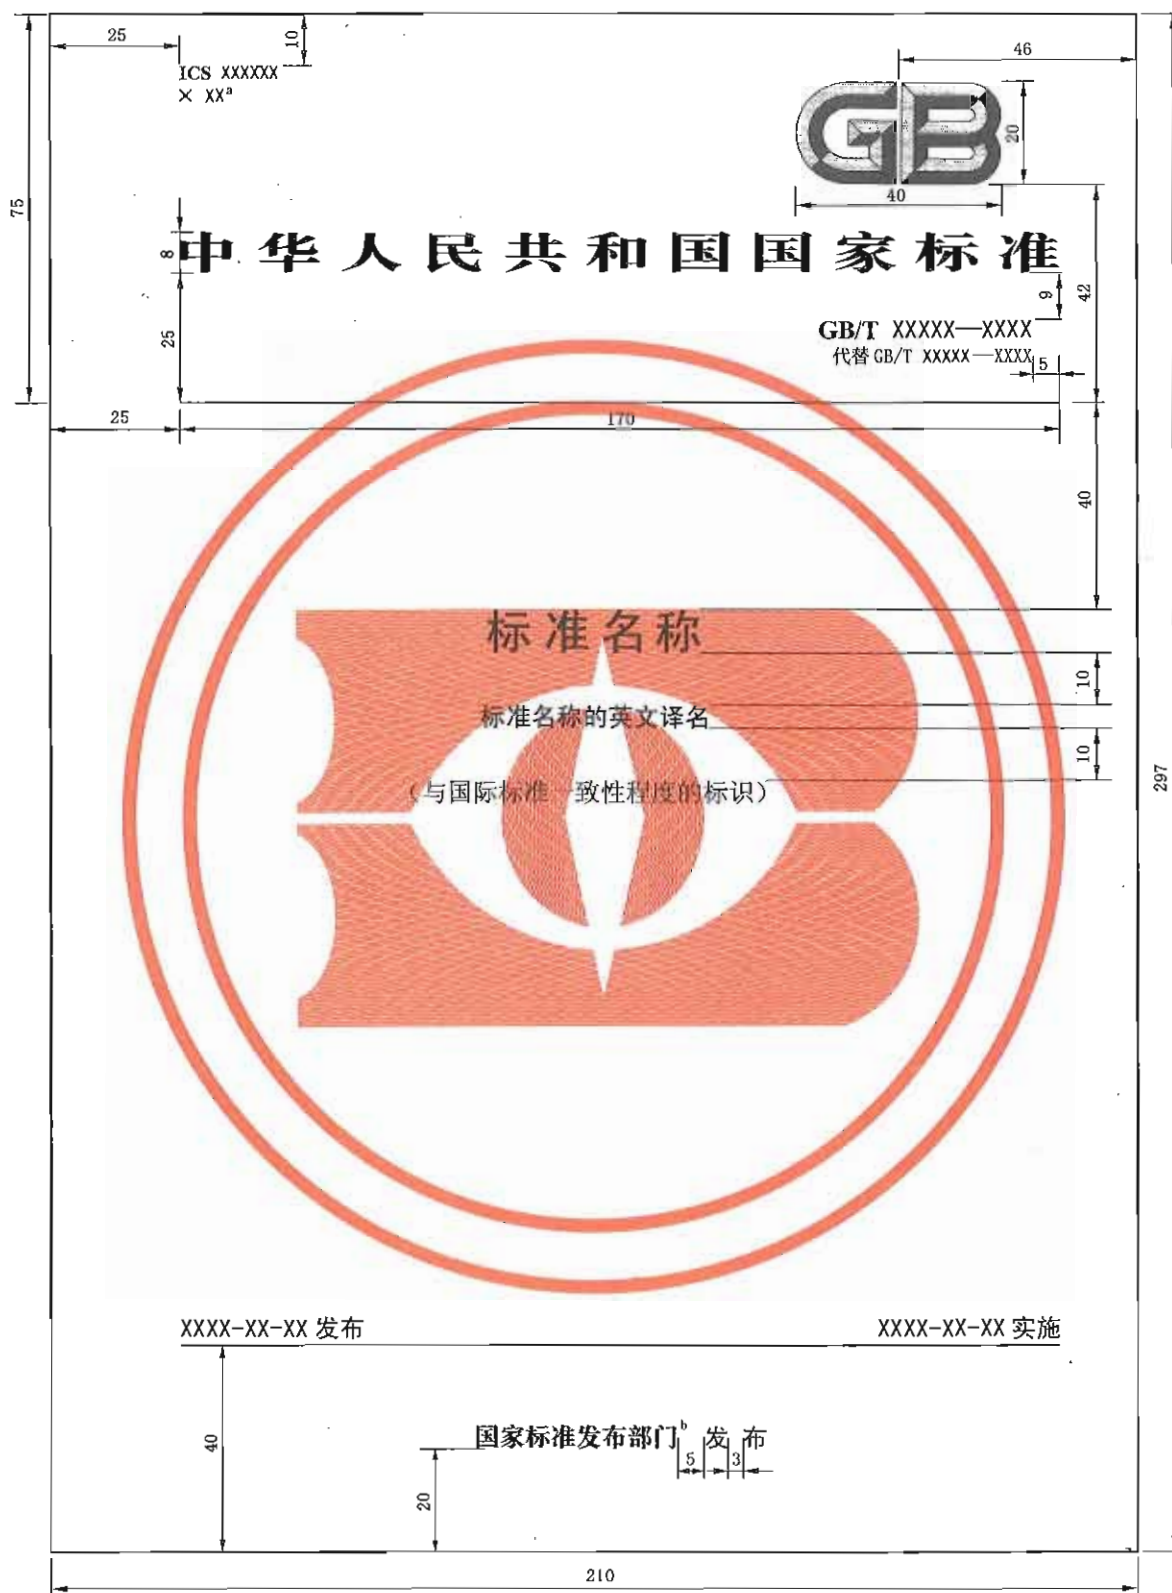 25
10
46
ICS XXXXXX
× XXᵃ
GB
20
40
75
8
中华人民共和国国家标准
9
42
25
GB/T XXXXX—XXXX
代替 GB/T XXXXX—XXXX
5
25
170
40
标准名称
10
标准名称的英文译名
10
297
（与国际标准一致性程度的标识）
XXXX-XX-XX 发布
XXXX-XX-XX 实施
40
国家标准发布部门ᵇ 发布
5
3
20
210